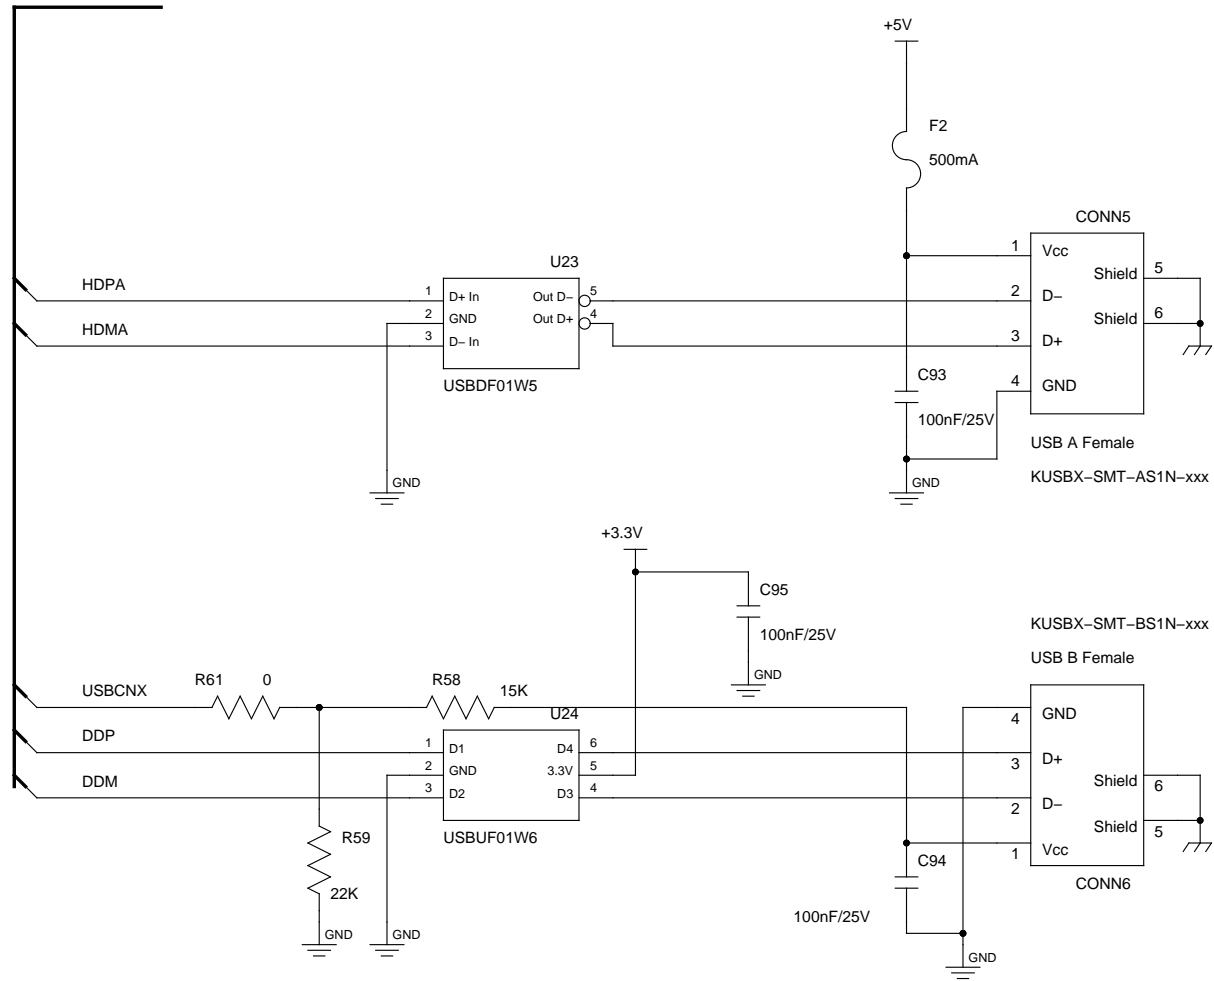 +5V
F2
500mA
CONN5
1 Vcc
Shield 5
2 D−
Shield 6
3 D+
4 GND
USB A Female
KUSBX−SMT−AS1N−xxx
C93
100nF/25V
GND
HDPA
HDMA
U23
1 D+ In Out D− 5
2 GND Out D+ 4
3 D− In
USBDF01W5
GND
+3.3V
C95
100nF/25V
GND
KUSBX−SMT−BS1N−xxx
USB B Female
USBCNX
R61 0
R58 15K
U24
DDP
DDM
1 D1 D4 6
2 GND 3.3V 5
3 D2 D3 4
USBUF01W6
R59
22K
GND
GND
4 GND
3 D+
Shield 6
2 D−
Shield 5
1 Vcc
CONN6
C94
100nF/25V
GND